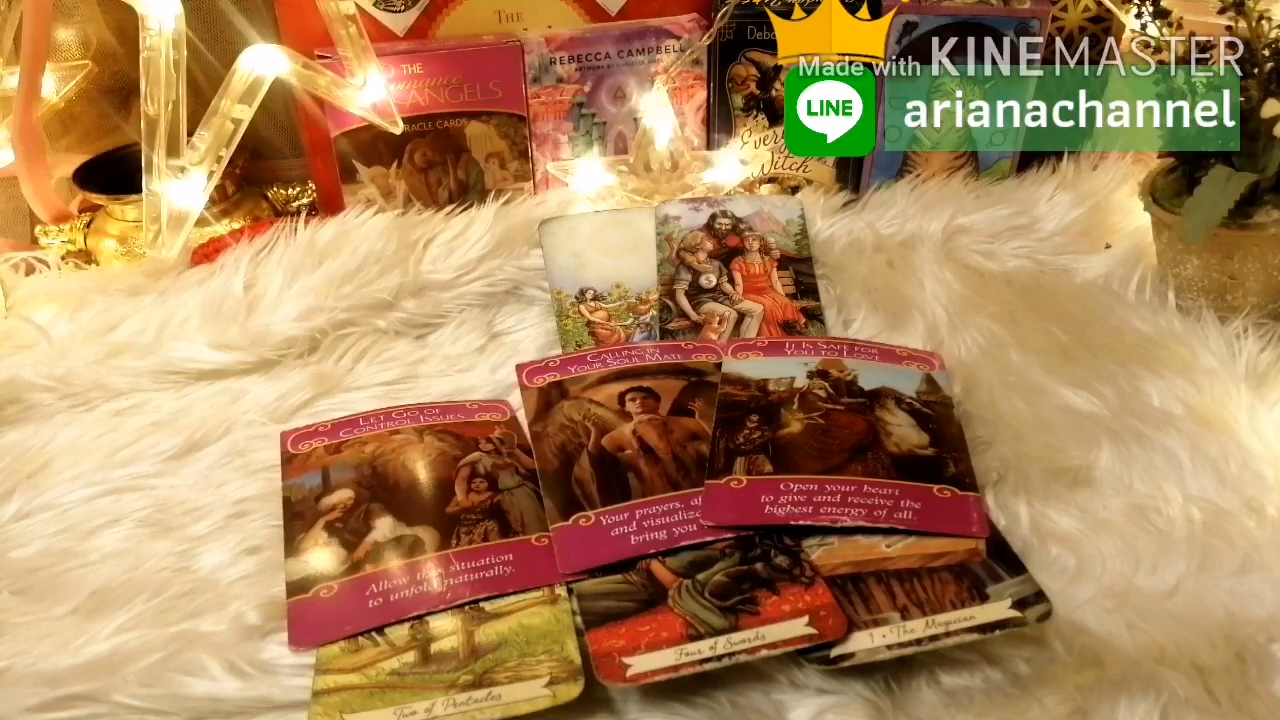 THE
THE
Romance
ANGELS
ORACLE CARDS
REBECCA CAMPBELL
Everyday
Witch
Made with KINEMASTER
LINE
arianachannel
LET GO OF
CONTROL ISSUES
Allow this situation
to unfold naturally.
CALLING IN
YOUR SOUL MATE
Your prayers, af
and visualiz
bring you
IT IS SAFE FOR
YOU TO LOVE
Open your heart
to give and receive the
highest energy of all.
Two of Pentacles
Four of Swords
1 • The Magician